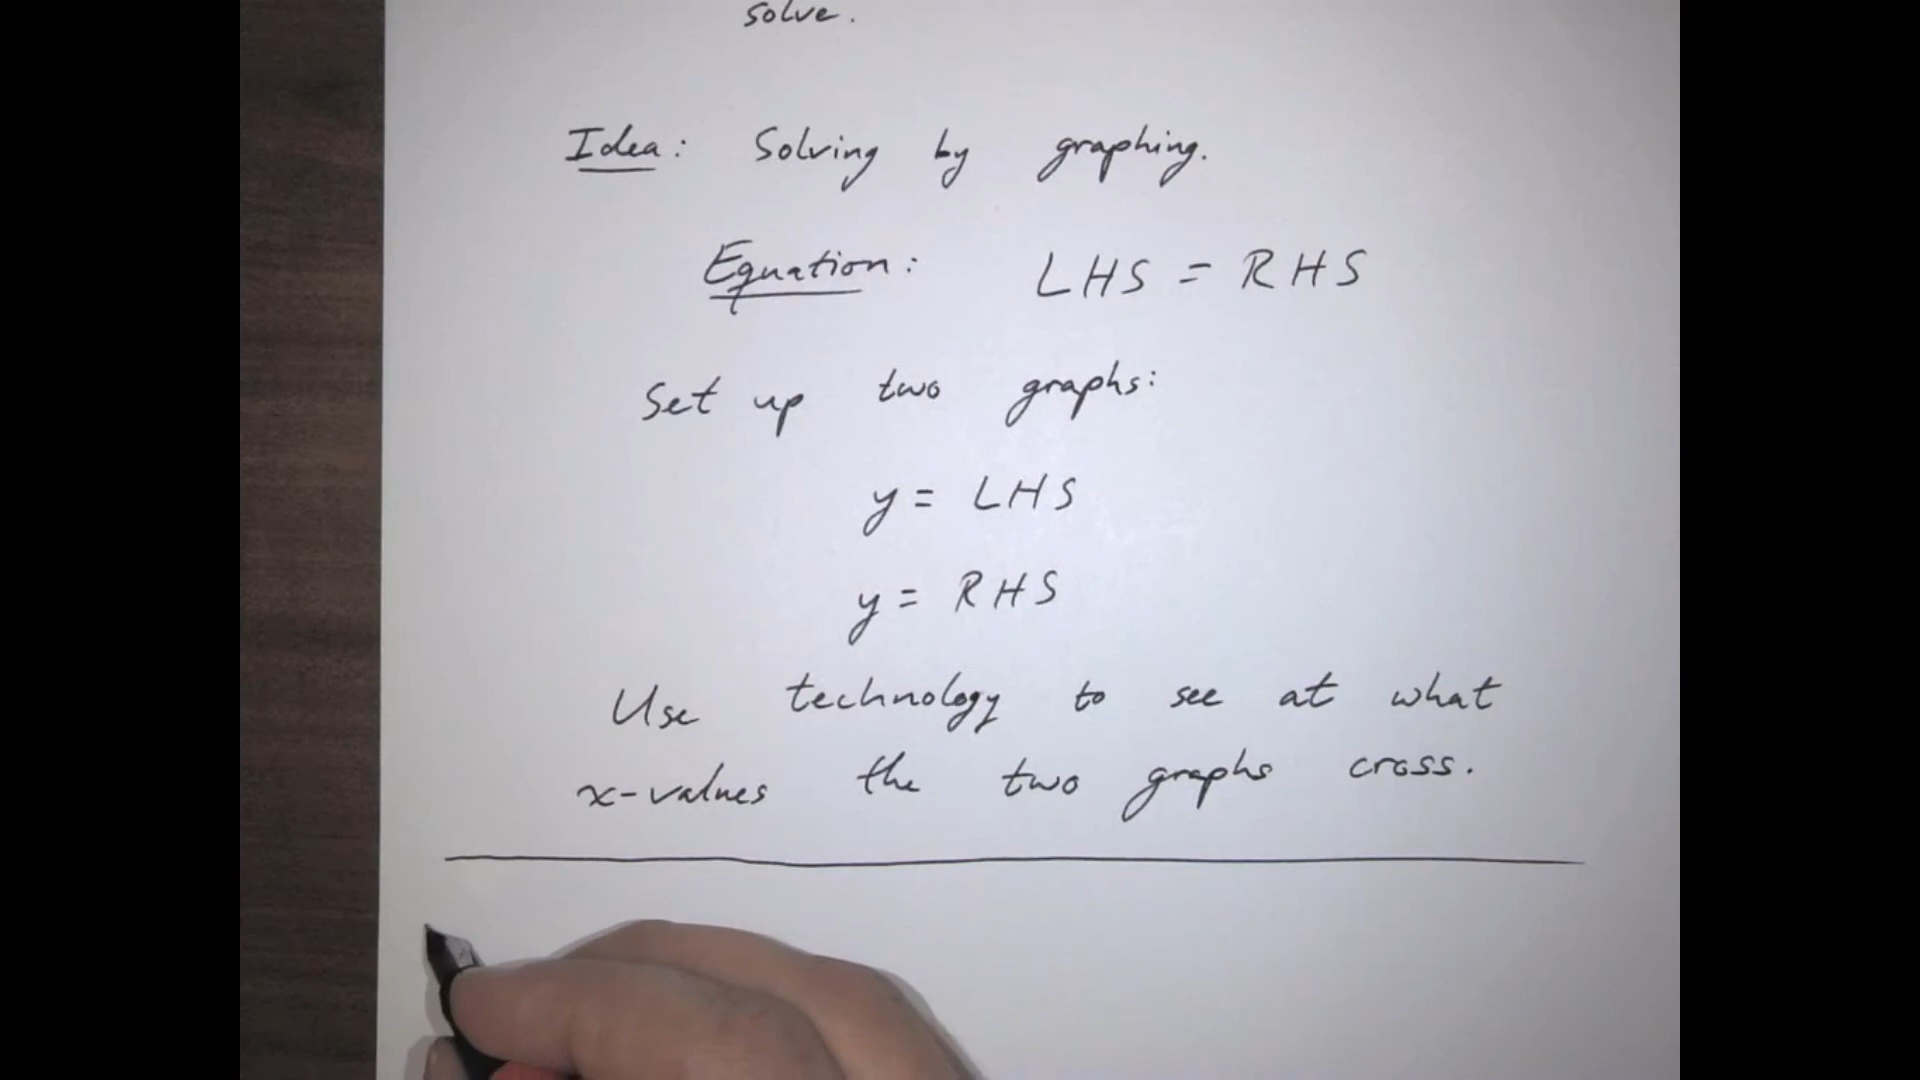 solve.
Idea: Solving by graphing.
Equation: LHS = RHS
Set up two graphs:
y = LHS
y = RHS
Use technology to see at what
x-values the two graphs cross.